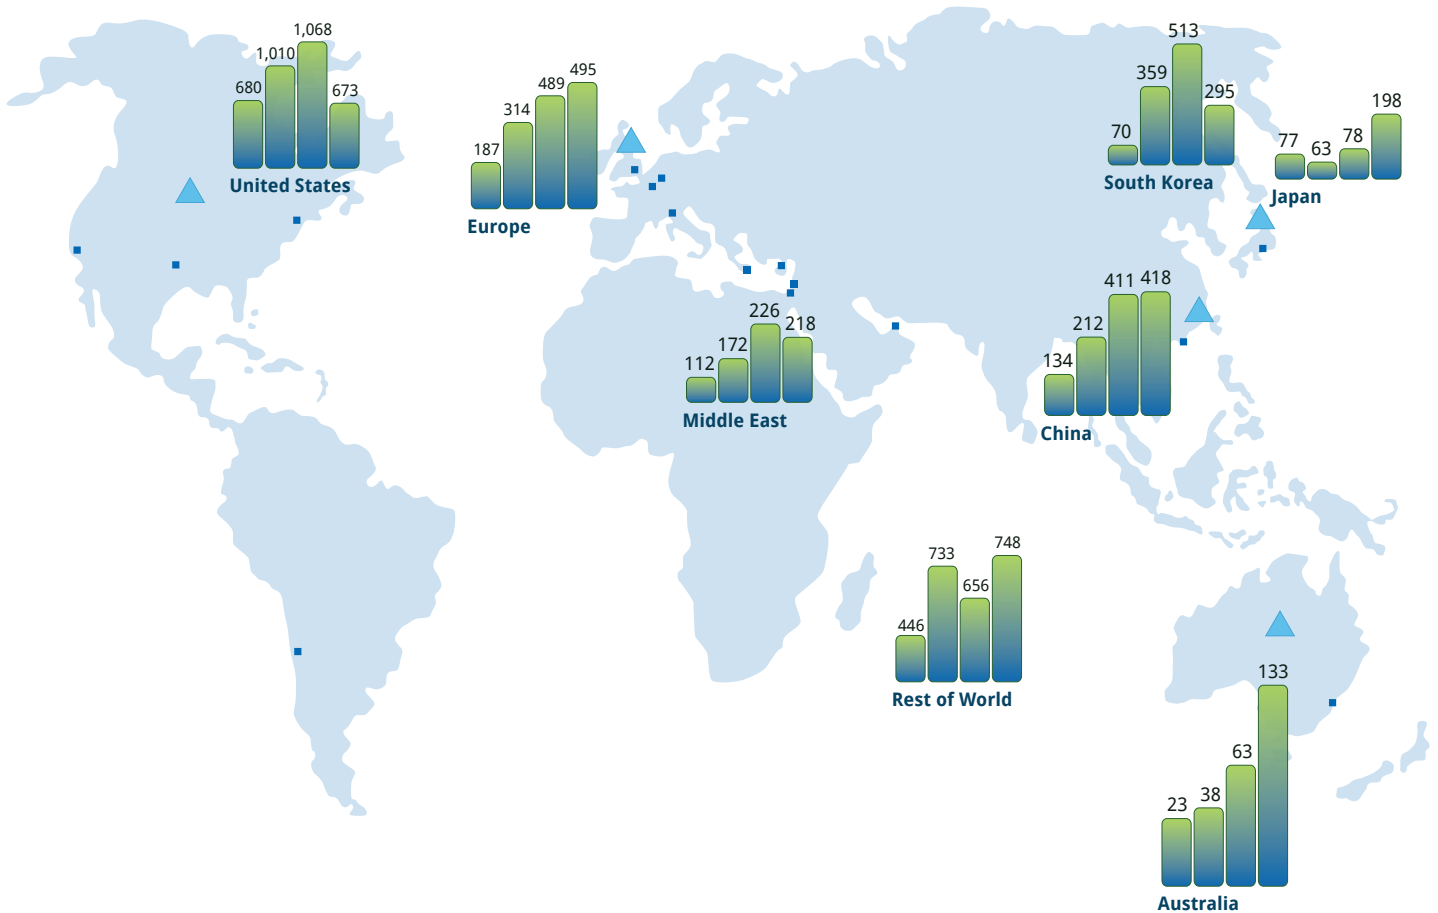 680 1,010 1,068 673
United States
187 314 489 495
Europe
112 172 226 218
Middle East
70 359 513 295
South Korea
77 63 78 198
Japan
134 212 411 418
China
446 733 656 748
Rest of World
23 38 63 133
Australia